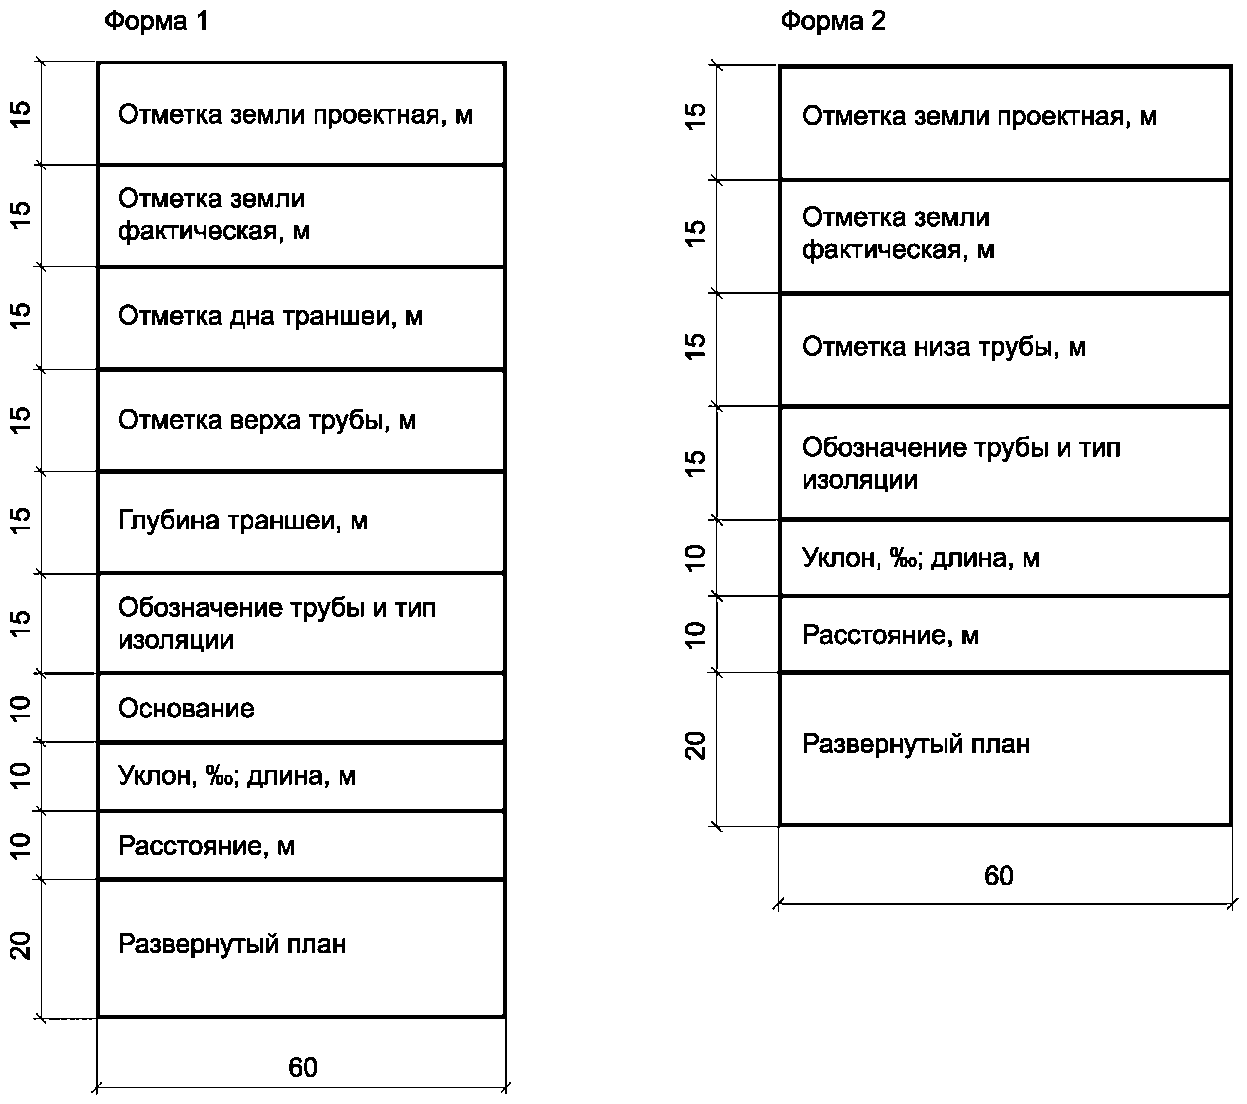 Форма 1
15
Отметка земли проектная, м
15
Отметка земли
фактическая, м
15
Отметка дна траншеи, м
15
Отметка верха трубы, м
15
Глубина траншеи, м
15
Обозначение трубы и тип
изоляции
10
Основание
10
Уклон, ‰; длина, м
10
Расстояние, м
20
Развернутый план
60
Форма 2
15
Отметка земли проектная, м
15
Отметка земли
фактическая, м
15
Отметка низа трубы, м
15
Обозначение трубы и тип
изоляции
10
Уклон, ‰; длина, м
10
Расстояние, м
20
Развернутый план
60